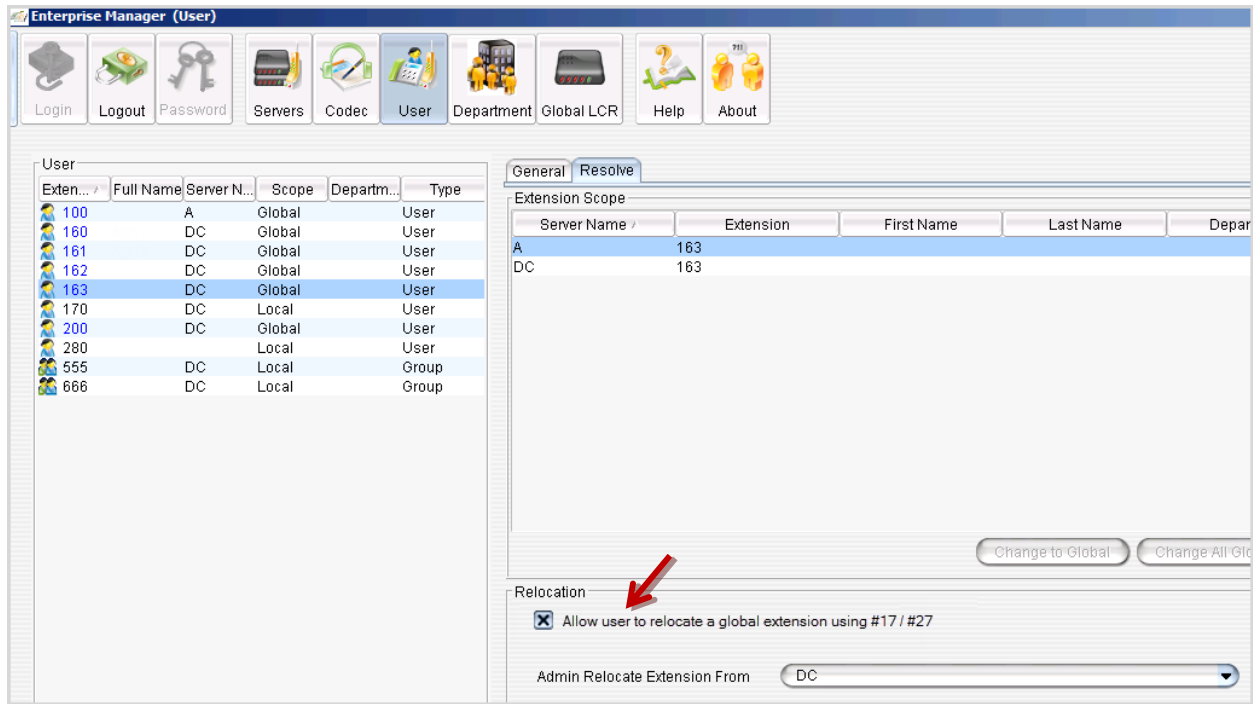 Enterprise Manager (User)
Login Logout Password Servers Codec User Department Global LCR Help About
?!!
User
Exten... Full Name Server N... Scope Departm... Type
100 A Global User
160 DC Global User
161 DC Global User
162 DC Global User
163 DC Global User
170 DC Local User
200 DC Global User
280 Local User
555 DC Local Group
666 DC Local Group
General Resolve
Extension Scope
Server Name Extension First Name Last Name Depar
A 163
DC 163
Change to Global Change All Glo
Relocation
Allow user to relocate a global extension using #17 / #27
Admin Relocate Extension From DC